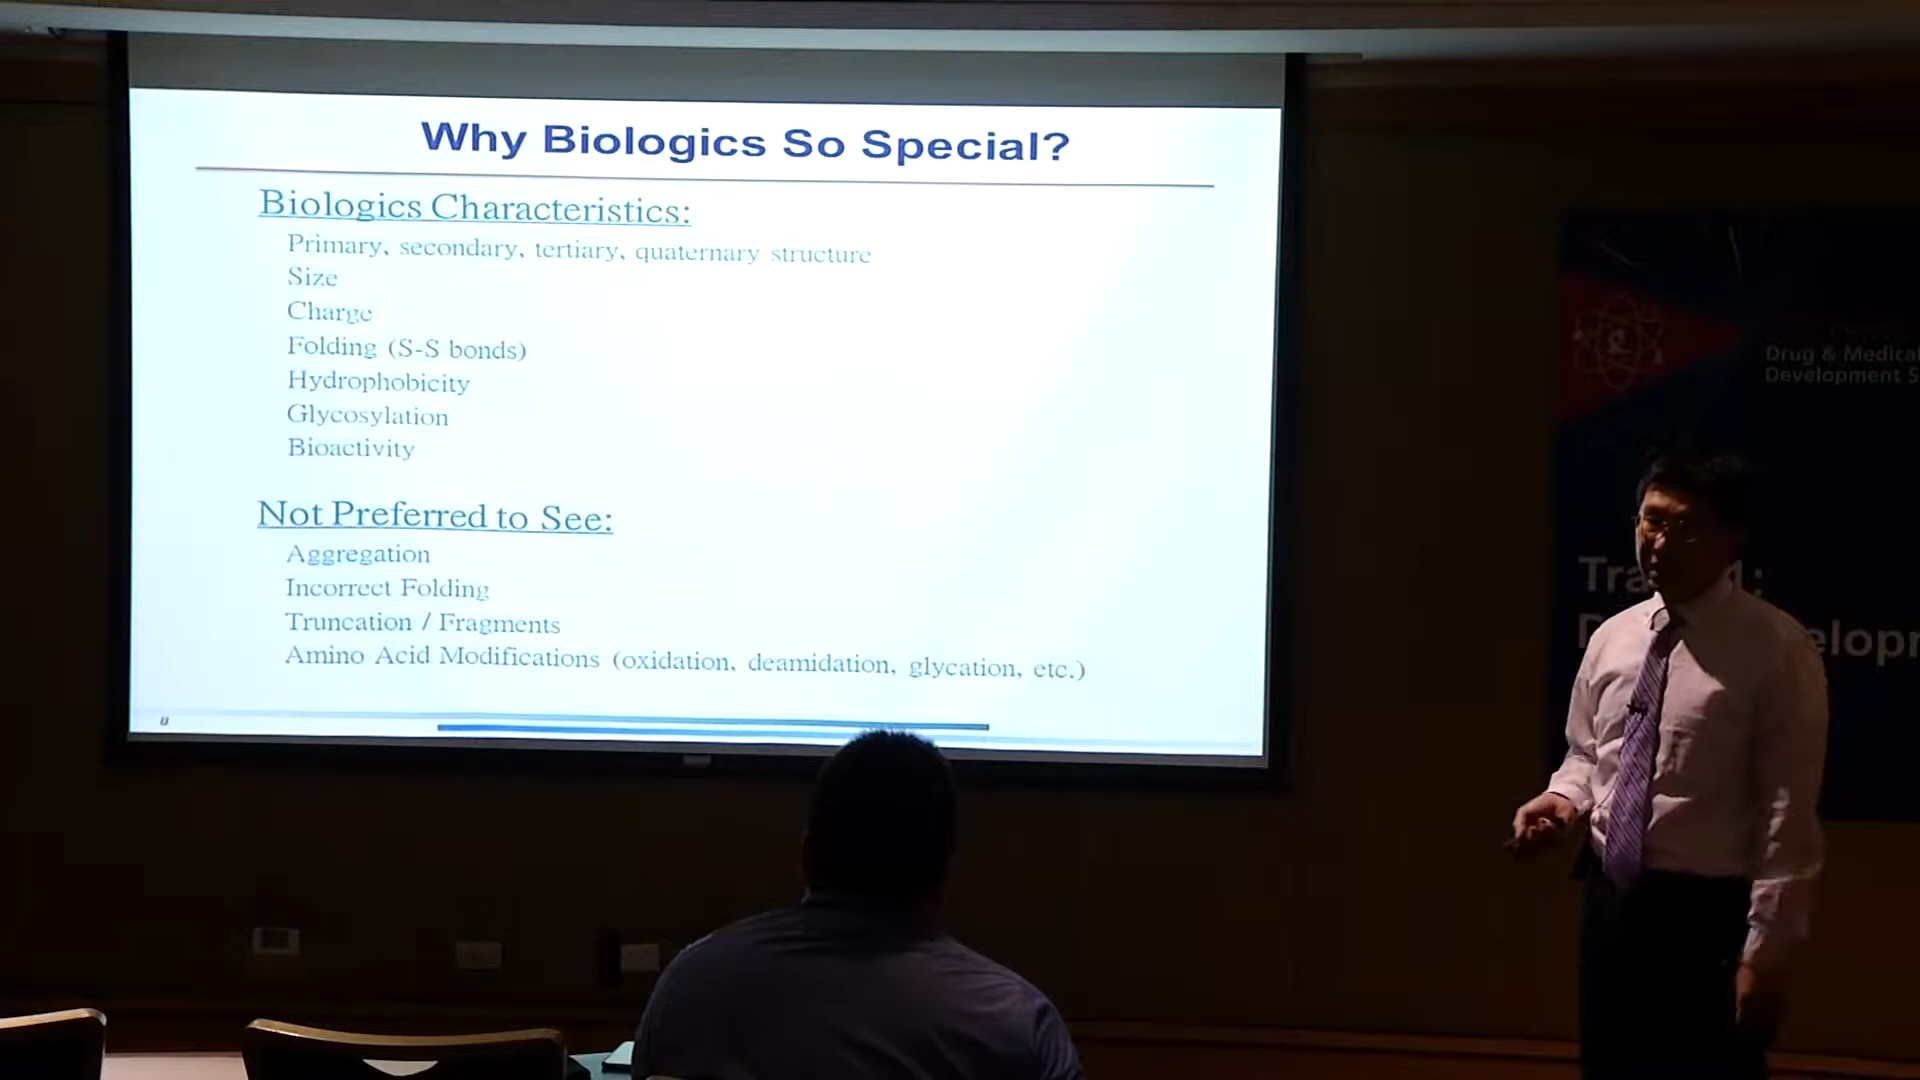 Why Biologics So Special?
Biologics Characteristics:
Primary, secondary, tertiary, quaternary structure
Size
Charge
Folding (S-S bonds)
Hydrophobicity
Glycosylation
Bioactivity
Not Preferred to See:
Aggregation
Incorrect Folding
Truncation / Fragments
Amino Acid Modifications (oxidation, deamidation, glycation, etc.)
Drug & Medical
Development